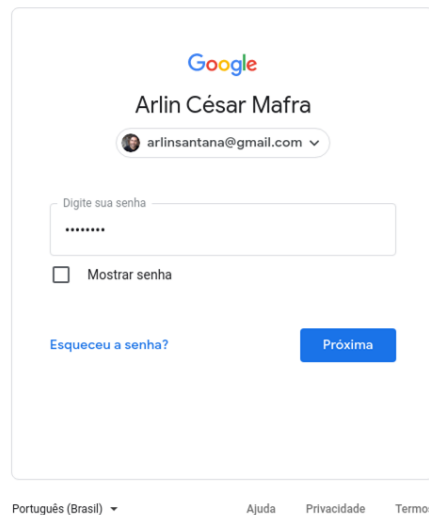 Google
Arlin César Mafra
arlinsantana@gmail.com
Digite sua senha
••••••••
Mostrar senha
Esqueceu a senha? Próxima
Português (Brasil) Ajuda Privacidade Termos